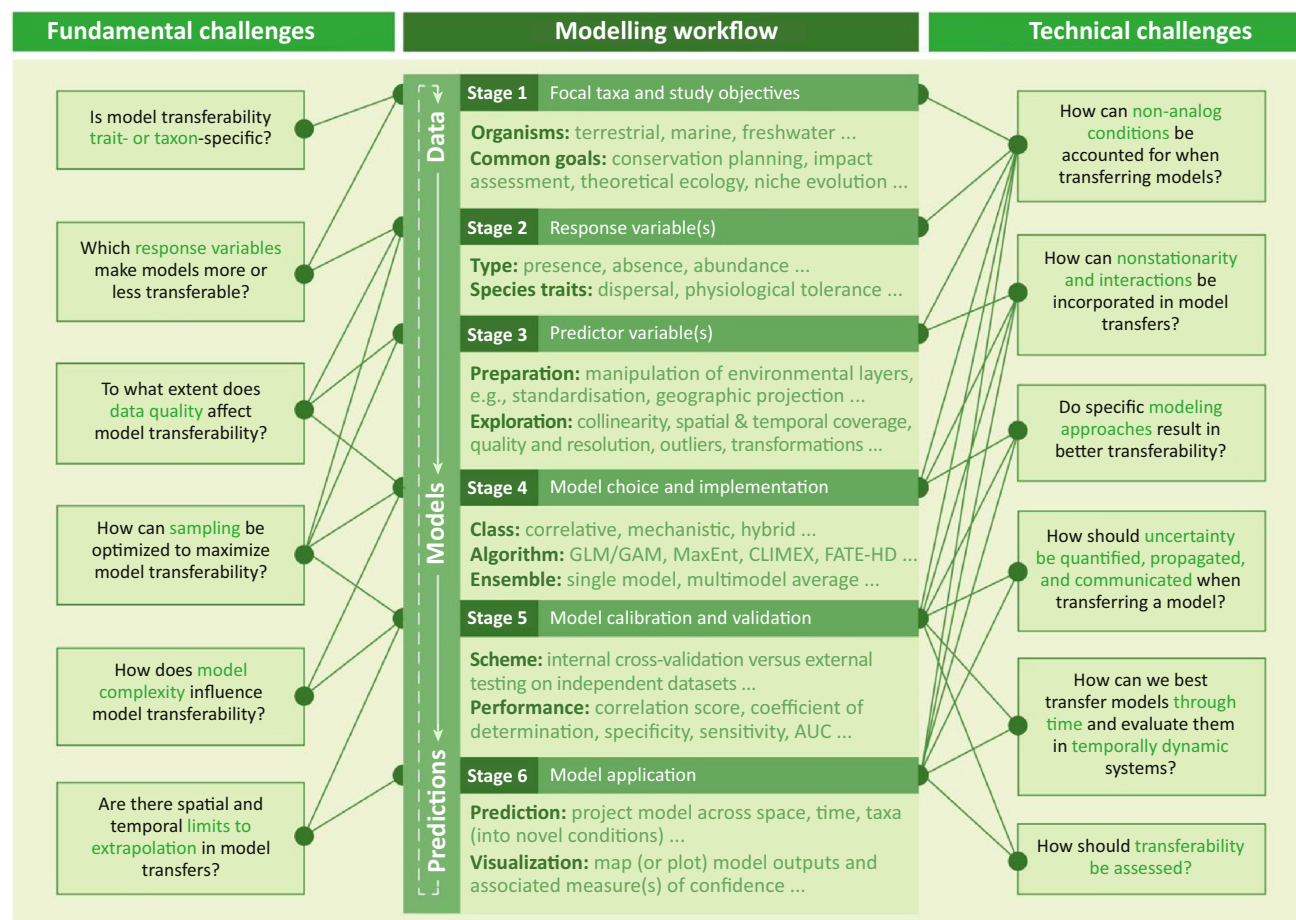 Fundamental challenges
Modelling workflow
Technical challenges
Is model transferability
trait- or taxon-specific?
Which response variables
make models more or
less transferable?
To what extent does
data quality affect
model transferability?
How can sampling be
optimized to maximize
model transferability?
How does model
complexity influence
model transferability?
Are there spatial and
temporal limits to
extrapolation in model
transfers?
Data
Models
Predictions
Stage 1 Focal taxa and study objectives
Organisms: terrestrial, marine, freshwater ...
Common goals: conservation planning, impact
assessment, theoretical ecology, niche evolution ...
Stage 2 Response variable(s)
Type: presence, absence, abundance ...
Species traits: dispersal, physiological tolerance ...
Stage 3 Predictor variable(s)
Preparation: manipulation of environmental layers,
e.g., standardisation, geographic projection ...
Exploration: collinearity, spatial & temporal coverage,
quality and resolution, outliers, transformations ...
Stage 4 Model choice and implementation
Class: correlative, mechanistic, hybrid ...
Algorithm: GLM/GAM, MaxEnt, CLIMEX, FATE-HD ...
Ensemble: single model, multimodel average ...
Stage 5 Model calibration and validation
Scheme: internal cross-validation versus external
testing on independent datasets ...
Performance: correlation score, coefficient of
determination, specificity, sensitivity, AUC ...
Stage 6 Model application
Prediction: project model across space, time, taxa
(into novel conditions) ...
Visualization: map (or plot) model outputs and
associated measure(s) of confidence ...
How can non-analog
conditions be
accounted for when
transferring models?
How can nonstationarity
and interactions be
incorporated in model
transfers?
Do specific modeling
approaches result in
better transferability?
How should uncertainty
be quantified, propagated,
and communicated when
transferring a model?
How can we best
transfer models through
time and evaluate them
in temporally dynamic
systems?
How should transferability
be assessed?